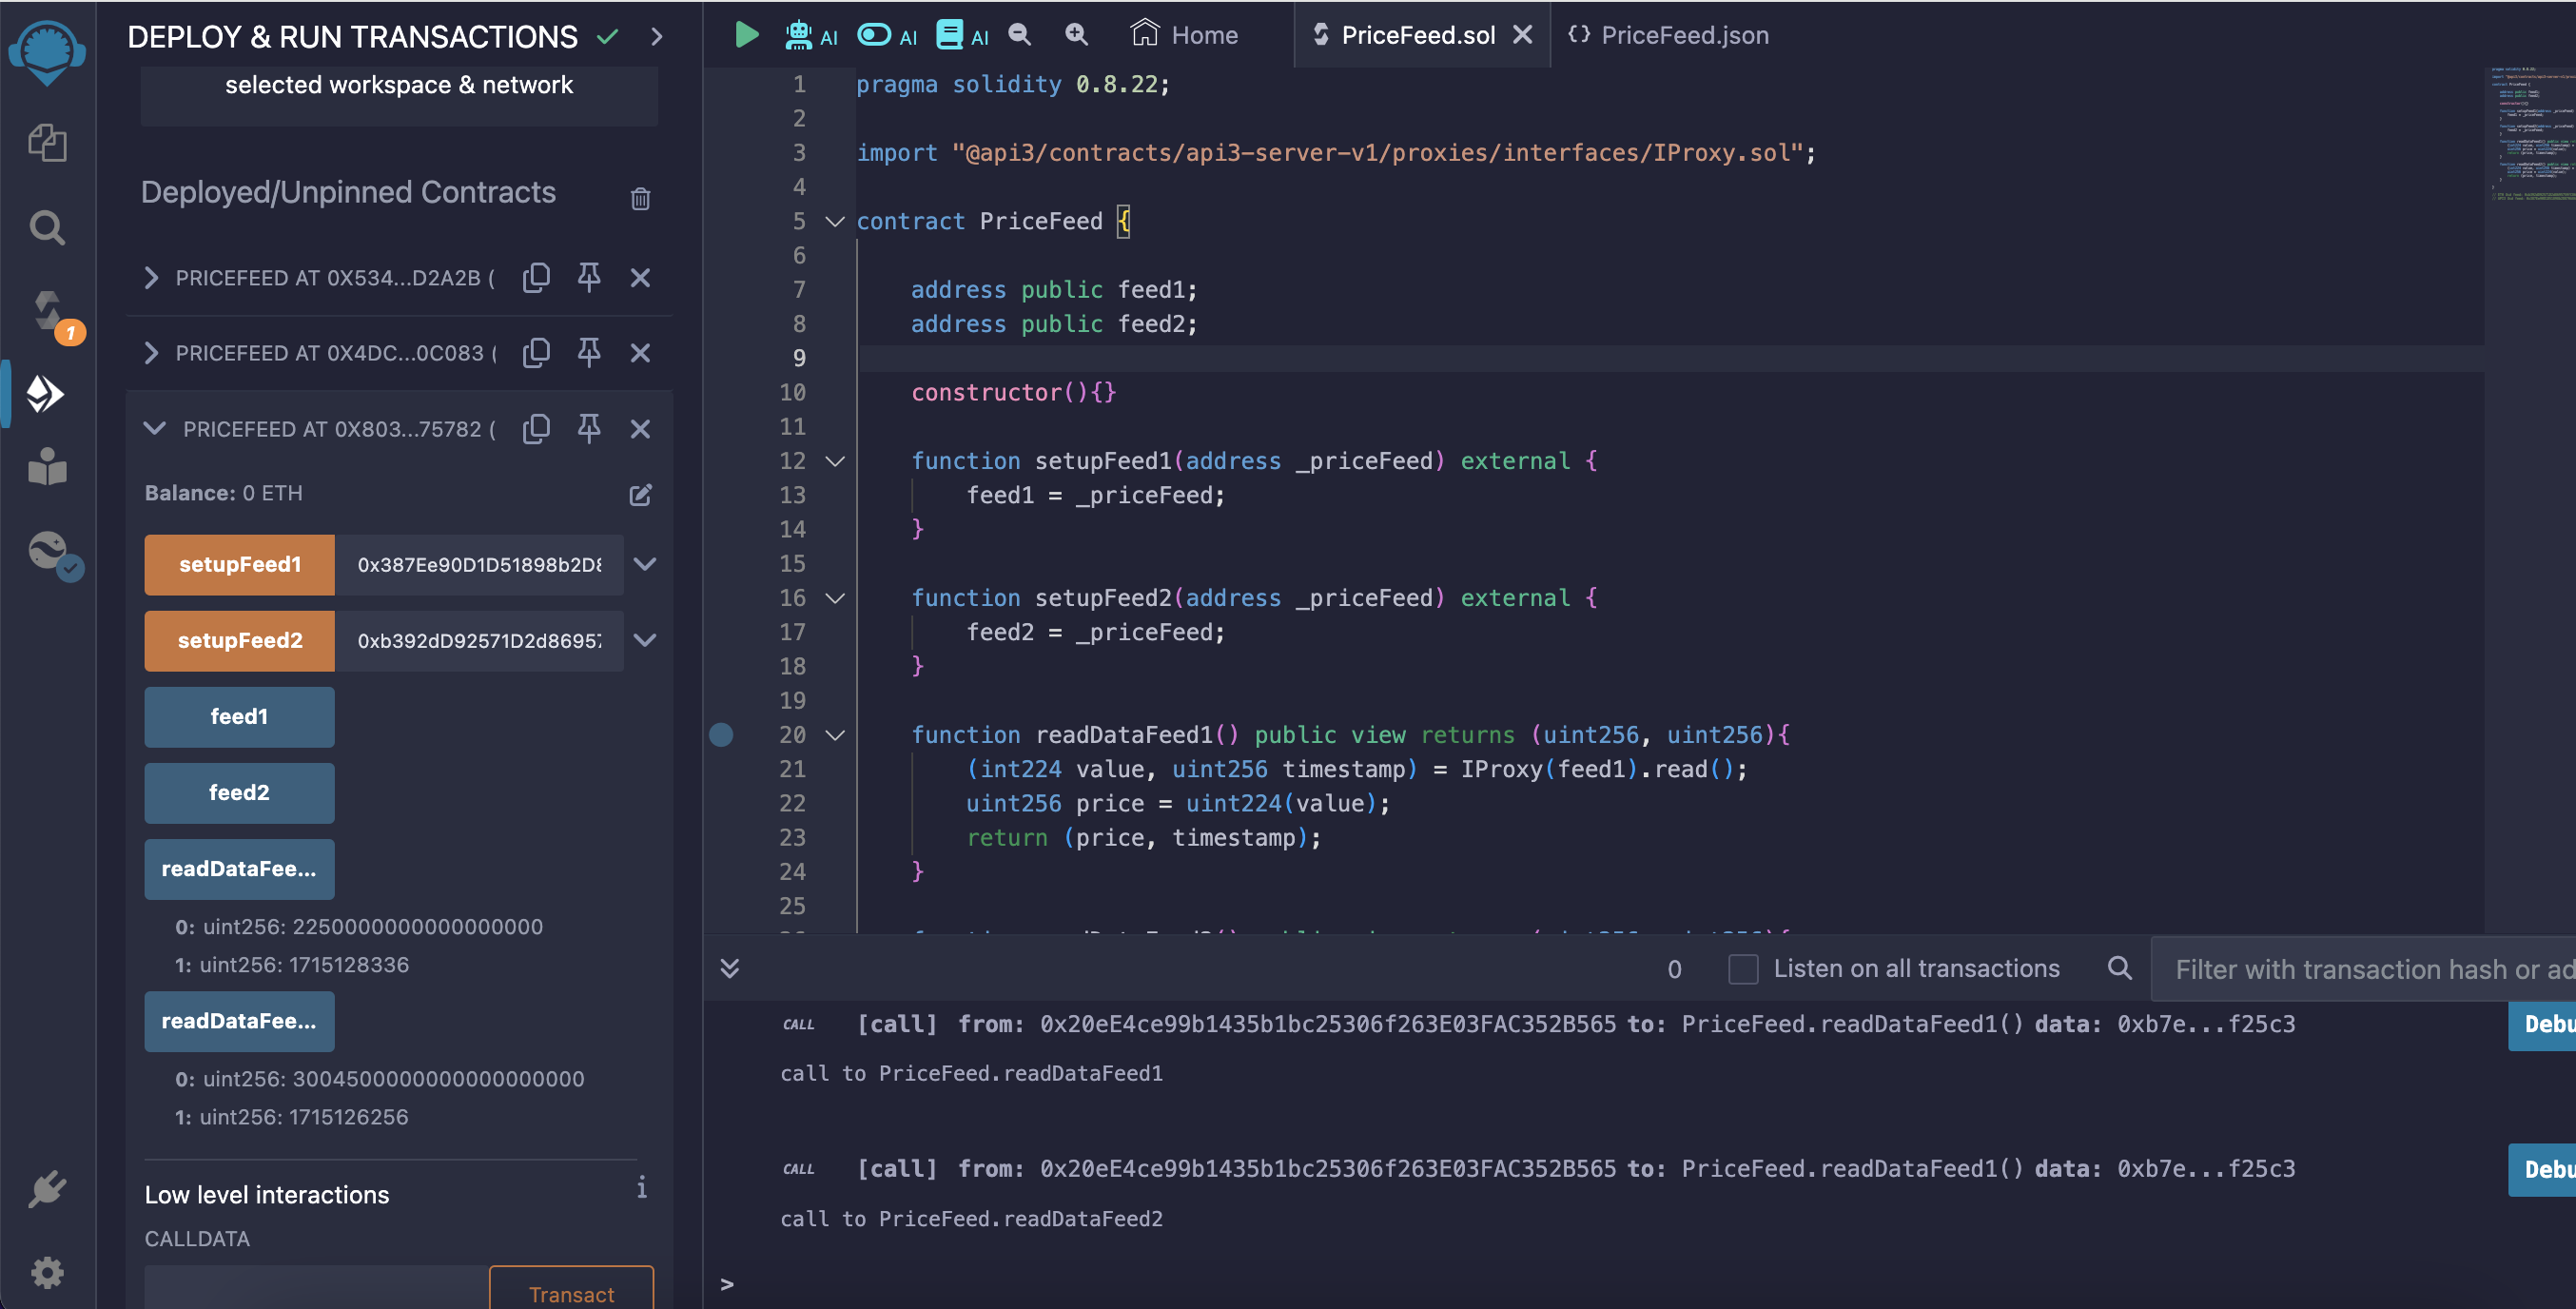 DEPLOY & RUN TRANSACTIONS
selected workspace & network
Deployed/Unpinned Contracts
PRICEFEED AT 0X534...D2A2B (
PRICEFEED AT 0X4DC...0C083 (
PRICEFEED AT 0X803...75782 (
Balance: 0 ETH
setupFeed1 0x387Ee90D1D51898b2D8
setupFeed2 0xb392dD92571D2d86957
feed1
feed2
readDataFee...
0: uint256: 2250000000000000000
1: uint256: 1715128336
readDataFee...
0: uint256: 3004500000000000000000
1: uint256: 1715126256
Low level interactions
i
CALLDATA
Transact
1
AI AI AI Home PriceFeed.sol {} PriceFeed.json
1 pragma solidity 0.8.22;
2
3 import "@api3/contracts/api3-server-v1/proxies/interfaces/IProxy.sol";
4
5 contract PriceFeed {
6
7 address public feed1;
8 address public feed2;
9
10 constructor(){}
11
12 function setupFeed1(address _priceFeed) external {
13 feed1 = _priceFeed;
14 }
15
16 function setupFeed2(address _priceFeed) external {
17 feed2 = _priceFeed;
18 }
19
20 function readDataFeed1() public view returns (uint256, uint256){
21 (int224 value, uint256 timestamp) = IProxy(feed1).read();
22 uint256 price = uint224(value);
23 return (price, timestamp);
24 }
25
0 Listen on all transactions Filter with transaction hash or ad
CALL [call] from: 0x20eE4ce99b1435b1bc25306f263E03FAC352B565 to: PriceFeed.readDataFeed1() data: 0xb7e...f25c3 Debu
call to PriceFeed.readDataFeed1
CALL [call] from: 0x20eE4ce99b1435b1bc25306f263E03FAC352B565 to: PriceFeed.readDataFeed1() data: 0xb7e...f25c3 Debu
call to PriceFeed.readDataFeed2
>